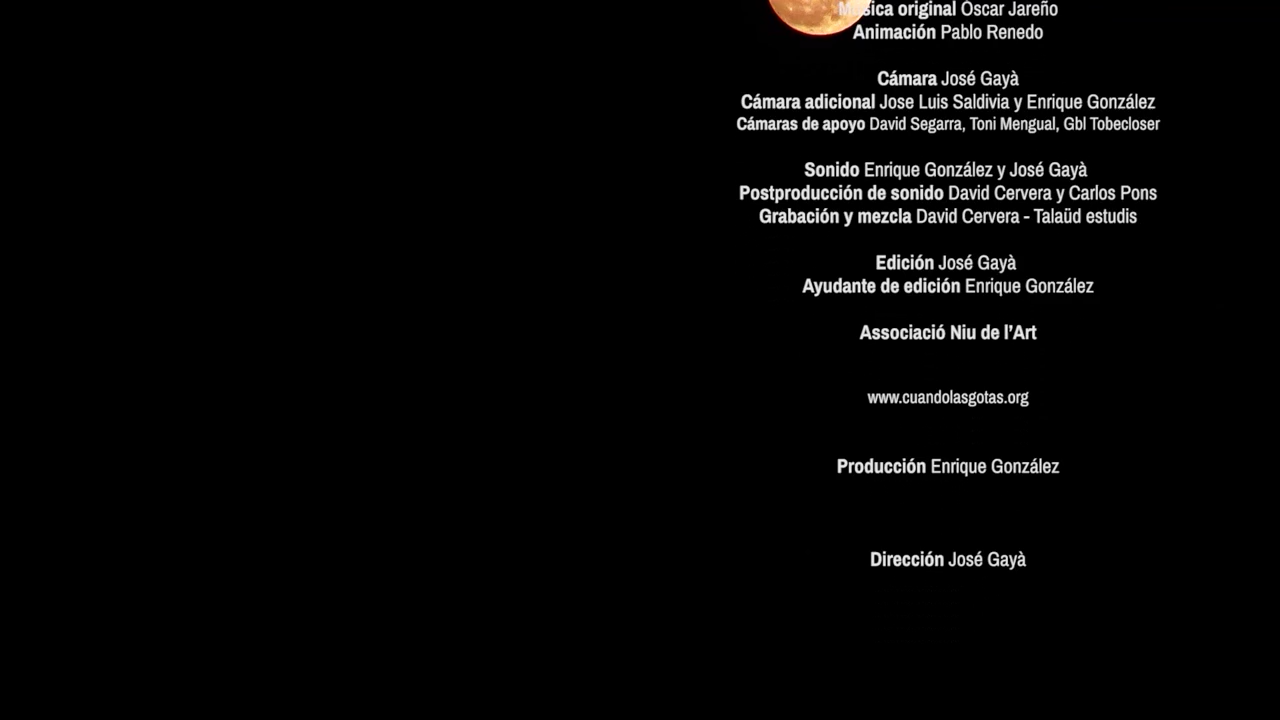 Música original Óscar Jareño
Animación Pablo Renedo
Cámara José Gayà
Cámara adicional Jose Luis Saldivia y Enrique González
Cámaras de apoyo David Segarra, Toni Mengual, Gbl Tobecloser
Sonido Enrique González y José Gayà
Postproducción de sonido David Cervera y Carlos Pons
Grabación y mezcla David Cervera - Talaüd estudis
Edición José Gayà
Ayudante de edición Enrique González
Associació Niu de l’Art
www.cuandolasgotas.org
Producción Enrique González
Dirección José Gayà